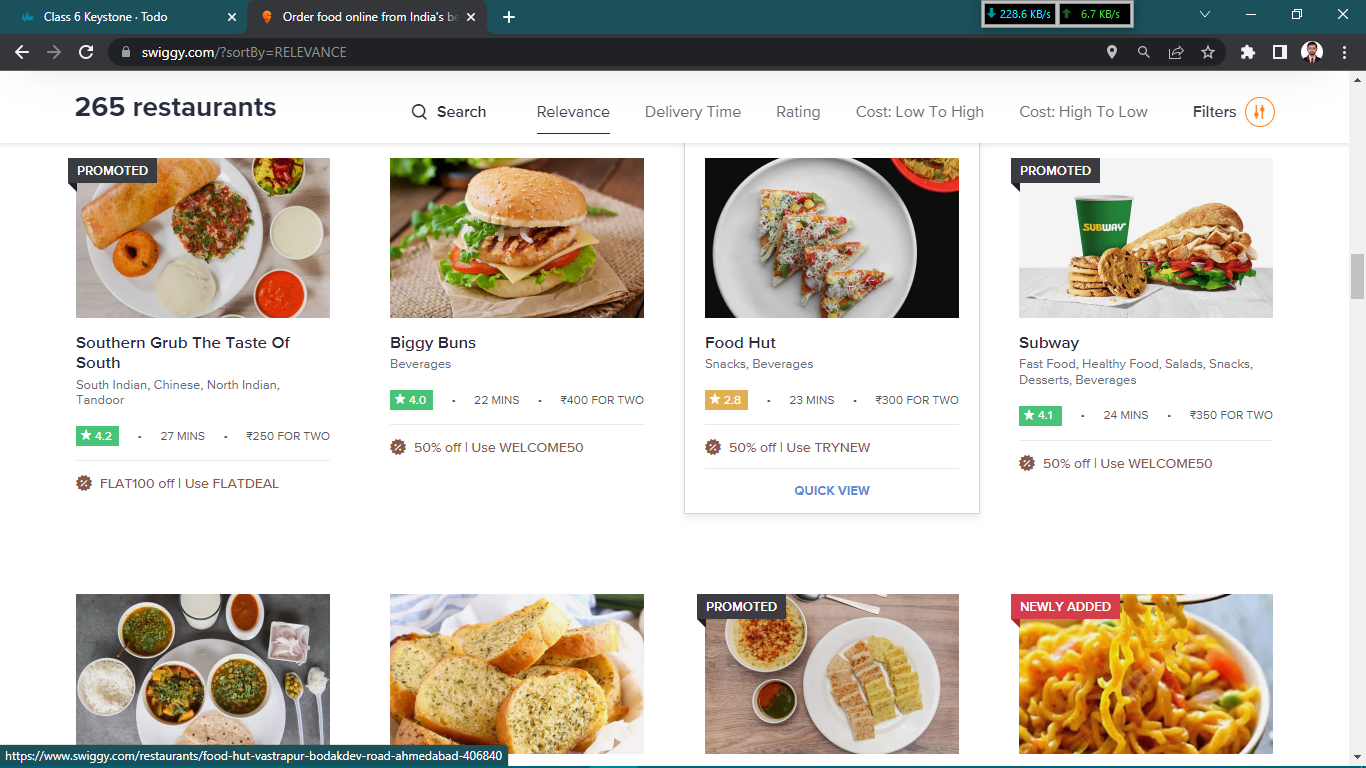 Class 6 Keystone · Todo
Order food online from India's be
228.6 KB/s
6.7 KB/s
swiggy.com/?sortBy=RELEVANCE
265 restaurants
Search
Relevance
Delivery Time
Rating
Cost: Low To High
Cost: High To Low
Filters
PROMOTED
PROMOTED
SUBWAY
Southern Grub The Taste Of
South
South Indian, Chinese, North Indian,
Tandoor
★ 4.2 • 27 MINS • ₹250 FOR TWO
FLAT100 off | Use FLATDEAL
Biggy Buns
Beverages
★ 4.0 • 22 MINS • ₹400 FOR TWO
50% off | Use WELCOME50
Food Hut
Snacks, Beverages
★ 2.8 • 23 MINS • ₹300 FOR TWO
50% off | Use TRYNEW
QUICK VIEW
Subway
Fast Food, Healthy Food, Salads, Snacks,
Desserts, Beverages
★ 4.1 • 24 MINS • ₹350 FOR TWO
50% off | Use WELCOME50
PROMOTED
NEWLY ADDED
https://www.swiggy.com/restaurants/food-hut-vastrapur-bodakdev-road-ahmedabad-406840